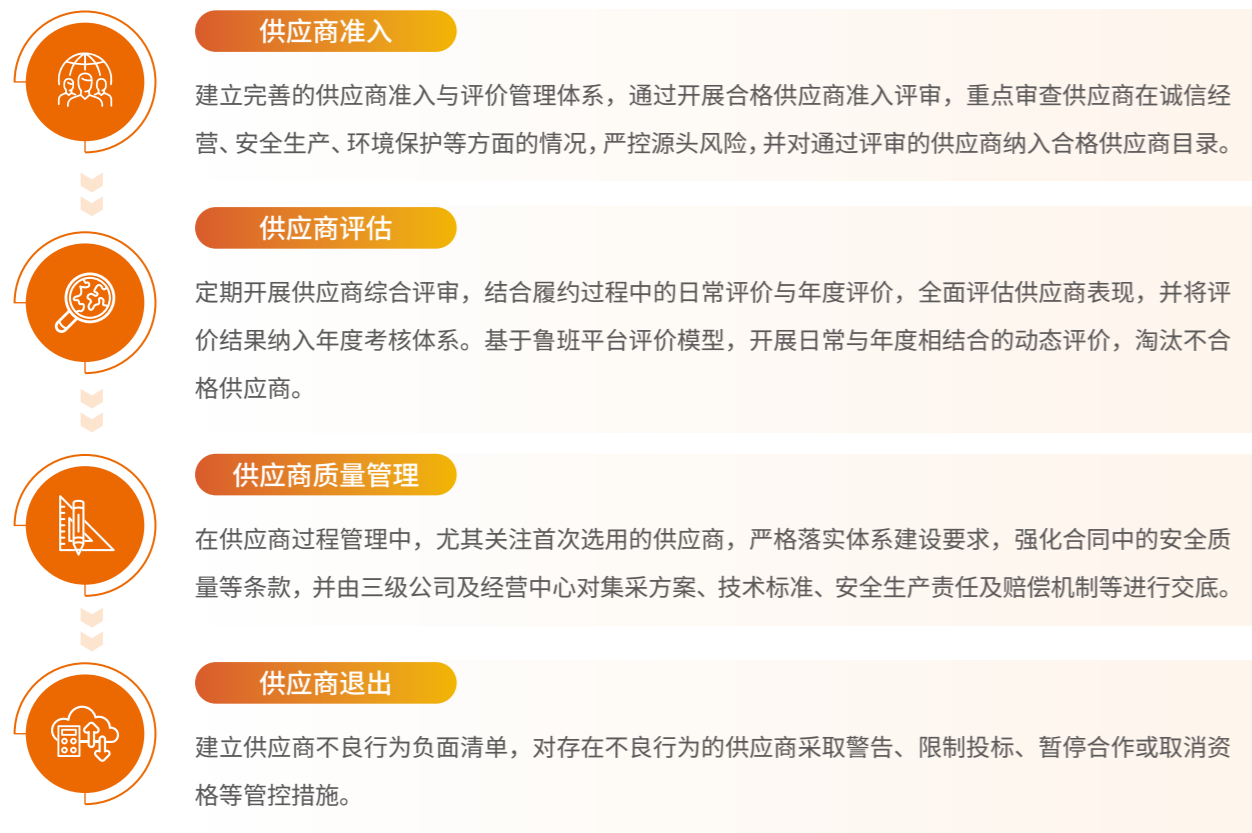 供应商准入
建立完善的供应商准入与评价管理体系，通过开展合格供应商准入评审，重点审查供应商在诚信经
营、安全生产、环境保护等方面的情况，严控源头风险，并对通过评审的供应商纳入合格供应商目录。
供应商评估
定期开展供应商综合评审，结合履约过程中的日常评价与年度评价，全面评估供应商表现，并将评
价结果纳入年度考核体系。基于鲁班平台评价模型，开展日常与年度相结合的动态评价，淘汰不合
格供应商。
供应商质量管理
在供应商过程管理中，尤其关注首次选用的供应商，严格落实体系建设要求，强化合同中的安全质
量等条款，并由三级公司及经营中心对集采方案、技术标准、安全生产责任及赔偿机制等进行交底。
供应商退出
建立供应商不良行为负面清单，对存在不良行为的供应商采取警告、限制投标、暂停合作或取消资
格等管控措施。